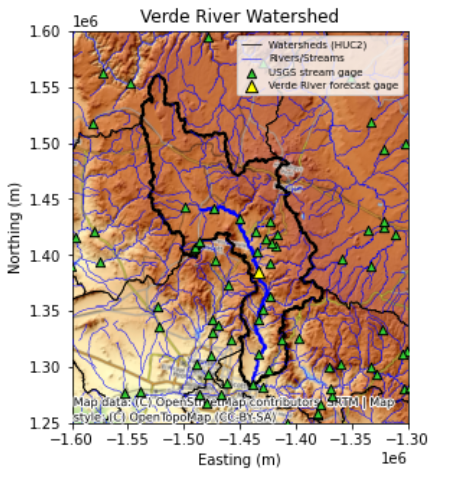 Verde River Watershed
1e6
1.60
Watersheds (HUC2)
Rivers/Streams
USGS stream gage
Verde River forecast gage
1.55
1.50
1.45
1.40
1.35
1.30
1.25
Northing (m)
Map data: (C) OpenStreetMap contributors, SRTM | Map
style: (C) OpenTopoMap (CC-BY-SA)
−1.60 −1.55 −1.50 −1.45 −1.40 −1.35 −1.30
Easting (m)
1e6